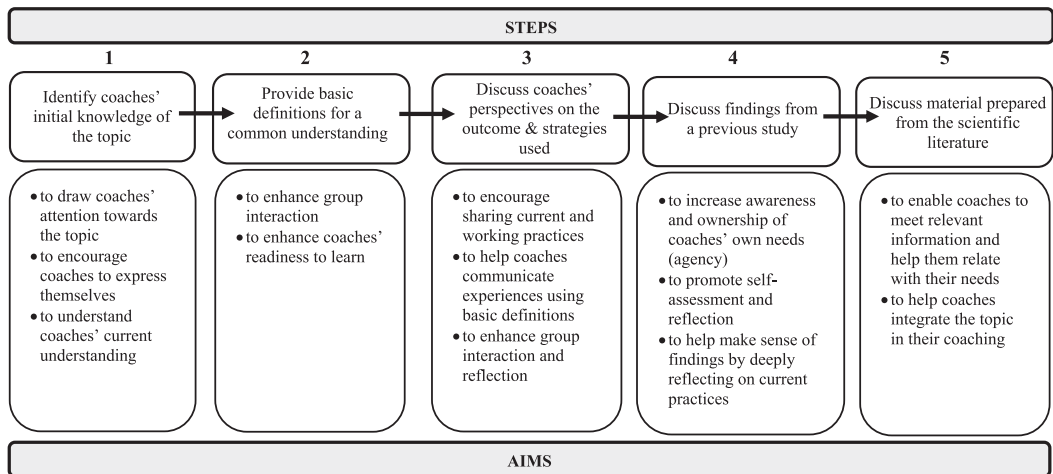 STEPS
1
2
3
4
5
Identify coaches’
initial knowledge of
the topic
Provide basic
definitions for a
common understanding
Discuss coaches’
perspectives on the
outcome & strategies
used
Discuss findings from
a previous study
Discuss material prepared
from the scientific
literature
• to draw coaches’
attention towards
the topic
• to encourage
coaches to express
themselves
• to understand
coaches’ current
understanding
• to enhance group
interaction
• to enhance coaches’
readiness to learn
• to encourage
sharing current and
working practices
• to help coaches
communicate
experiences using
basic definitions
• to enhance group
interaction and
reflection
• to increase awareness
and ownership of
coaches’ own needs
(agency)
• to promote self-
assessment and
reflection
• to help make sense of
findings by deeply
reflecting on current
practices
• to enable coaches to
meet relevant
information and
help them relate
with their needs
• to help coaches
integrate the topic
in their coaching
AIMS